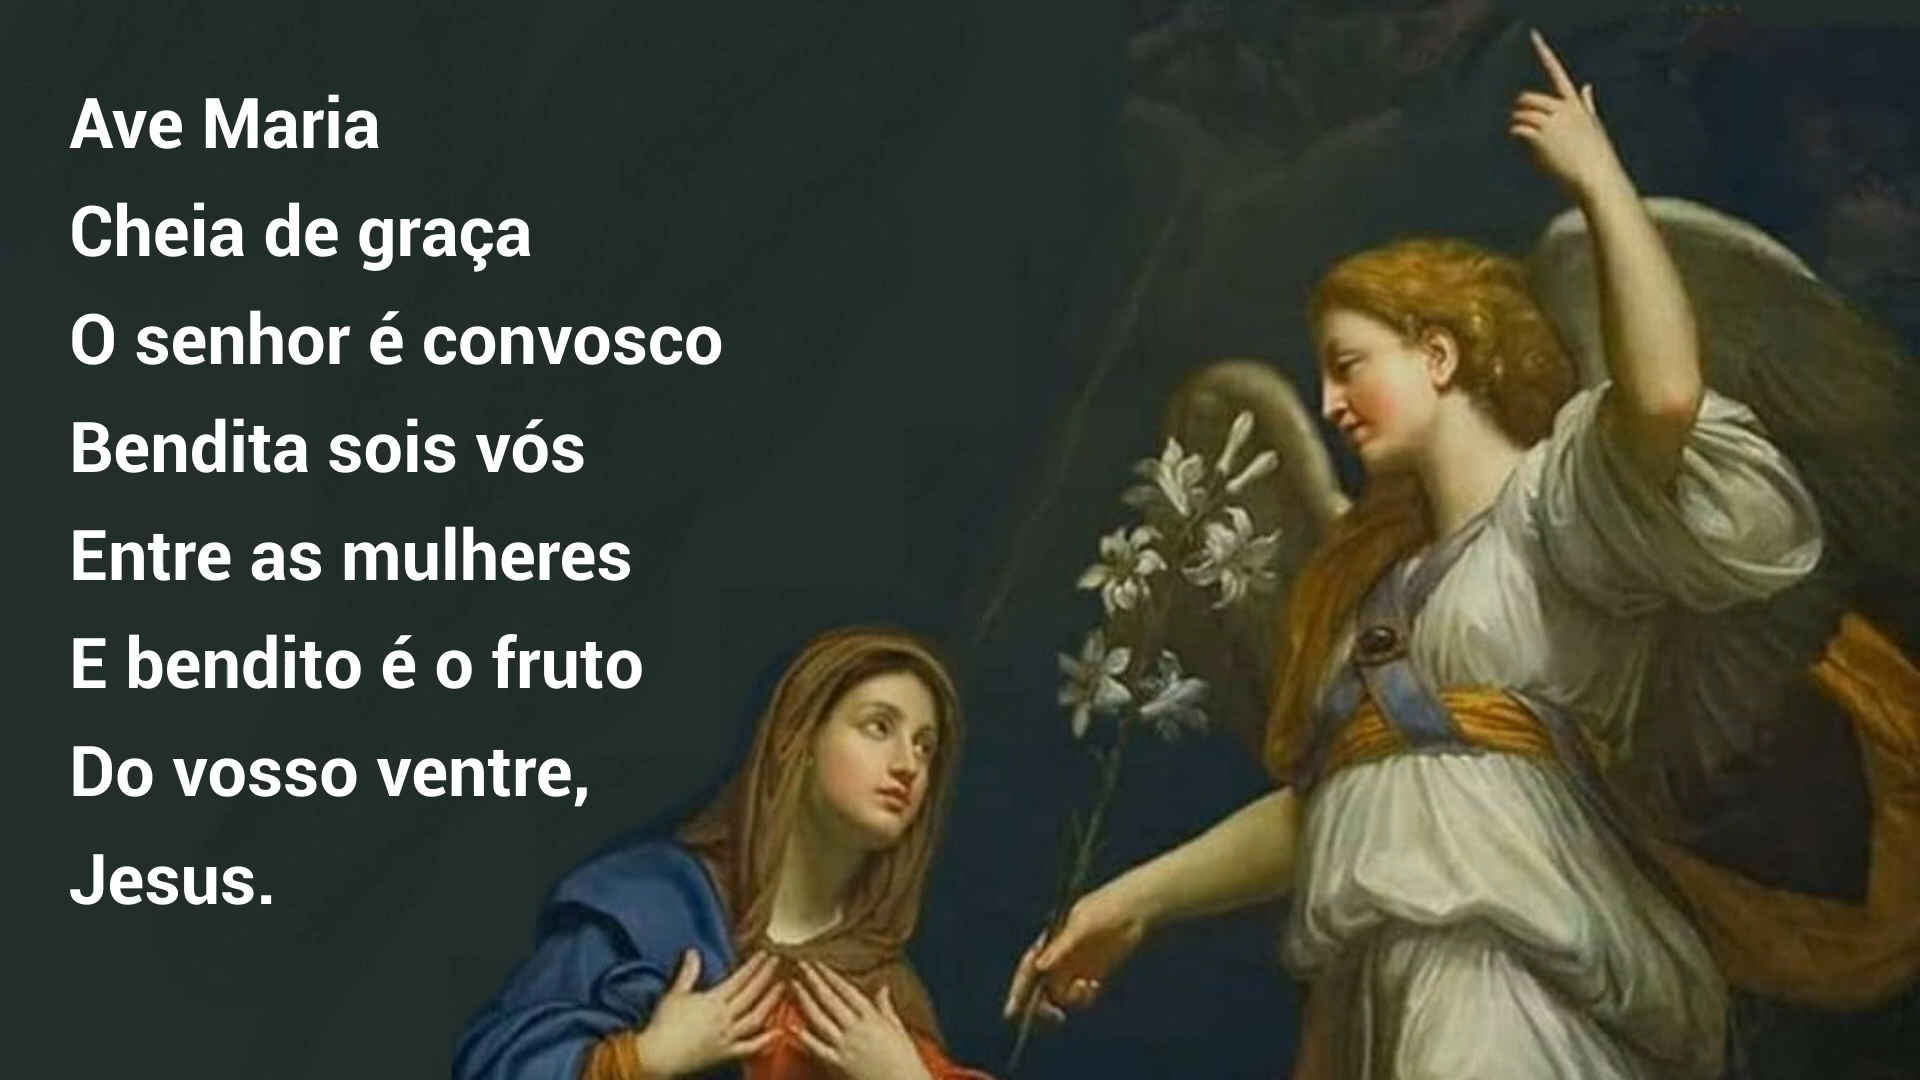 Ave Maria
Cheia de graça
O senhor é convosco
Bendita sois vós
Entre as mulheres
E bendito é o fruto
Do vosso ventre,
Jesus.